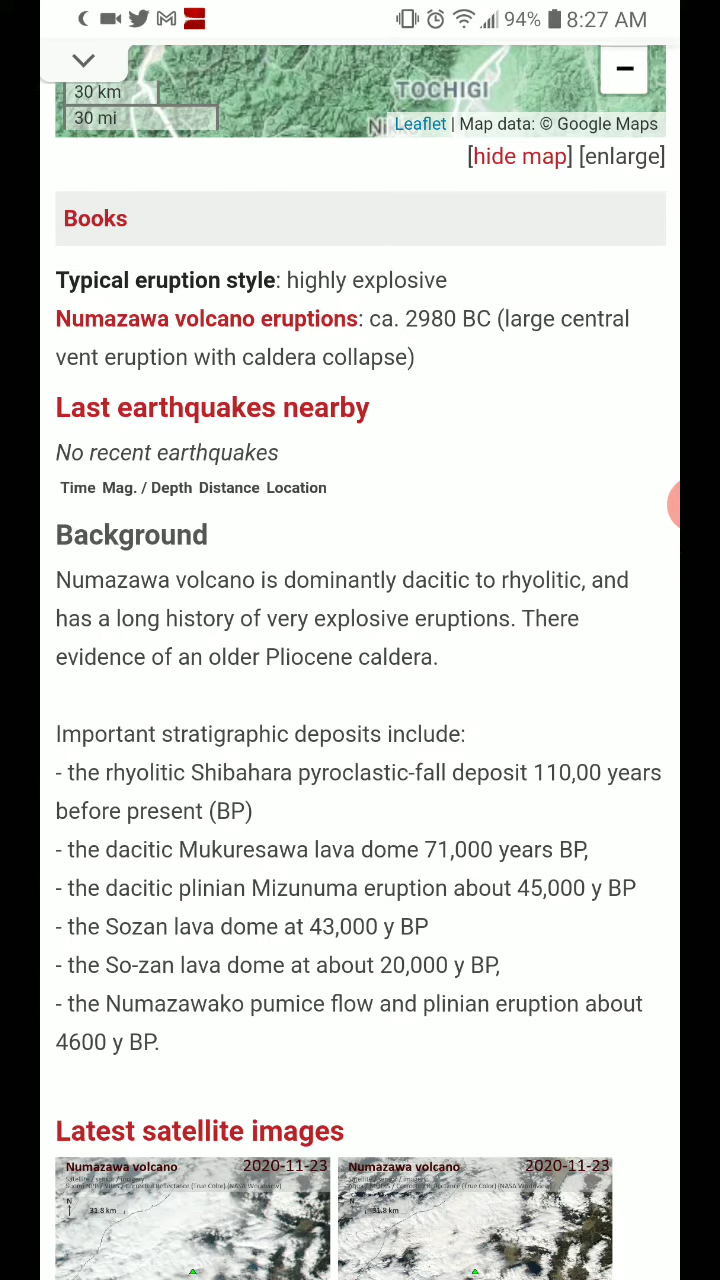 94% 8:27 AM
30 km
30 mi
TOCHIGI
Leaflet | Map data: © Google Maps
[hide map] [enlarge]
Books
Typical eruption style: highly explosive
Numazawa volcano eruptions: ca. 2980 BC (large central
vent eruption with caldera collapse)
Last earthquakes nearby
No recent earthquakes
Time Mag. / Depth Distance Location
Background
Numazawa volcano is dominantly dacitic to rhyolitic, and
has a long history of very explosive eruptions. There
evidence of an older Pliocene caldera.
Important stratigraphic deposits include:
- the rhyolitic Shibahara pyroclastic-fall deposit 110,00 years
before present (BP)
- the dacitic Mukuresawa lava dome 71,000 years BP,
- the dacitic plinian Mizunuma eruption about 45,000 y BP
- the Sozan lava dome at 43,000 y BP
- the So-zan lava dome at about 20,000 y BP,
- the Numazawako pumice flow and plinian eruption about
4600 y BP.
Latest satellite images
Numazawa volcano 2020-11-23 Numazawa volcano 2020-11-23
N
31.8 km 31.8 km